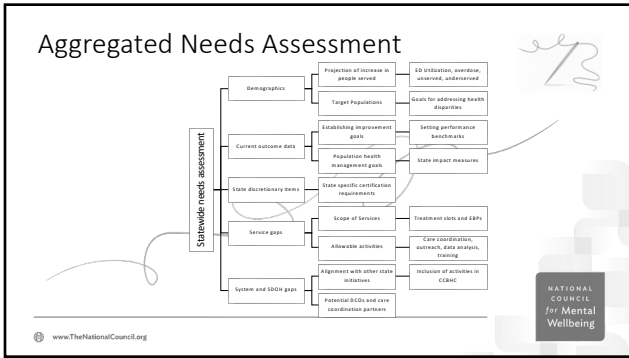 Aggregated Needs Assessment
Statewide needs assessment
Demographics
Projection of increase in
people served
ED Utilization, overdose,
unserved, underserved
Target Populations
Goals for addressing health
disparities
Current outcome data
Establishing improvement
goals
Setting performance
benchmarks
Population health
management goals
State impact measures
State discretionary items
State specific certification
requirements
Service gaps
Scope of Services
Treatment slots and EBPs
Allowable activities
Care coordination,
outreach, data analysis,
training
System and SDOH gaps
Alignment with other state
initiatives
Inclusion of activities in
CCBHC
Potential DCOs and care
coordination partners
NATIONAL
COUNCIL
for Mental
Wellbeing
www.TheNationalCouncil.org